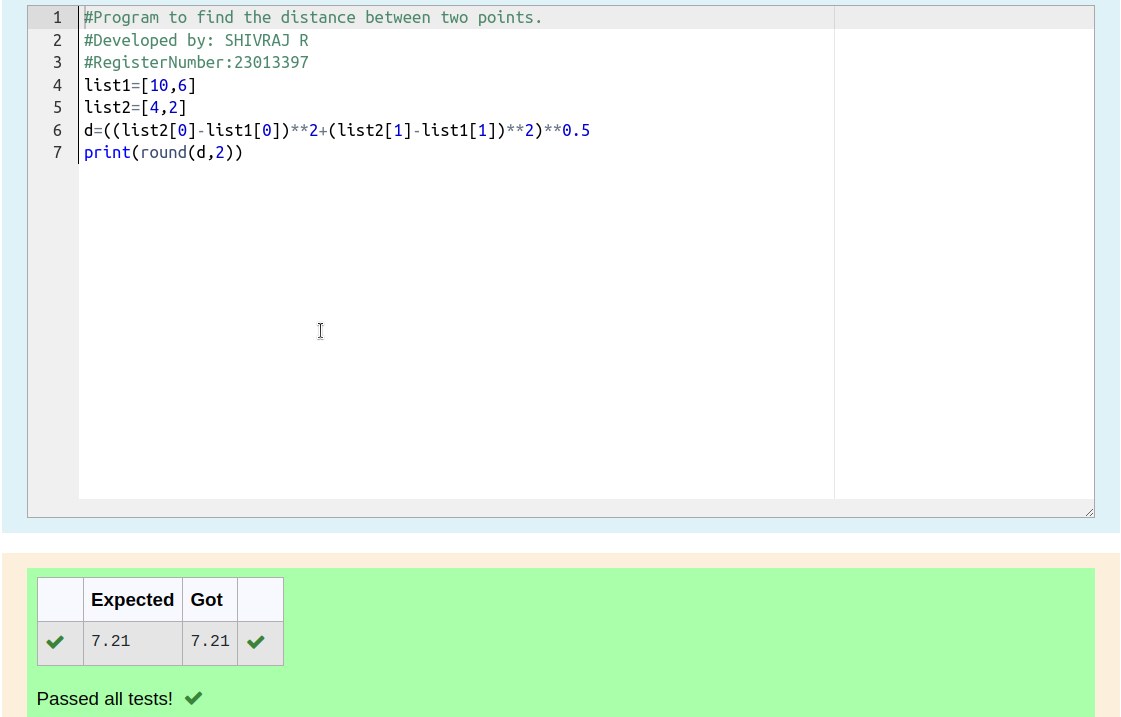 1 #Program to find the distance between two points.
2 #Developed by: SHIVRAJ R
3 #RegisterNumber:23013397
4 list1=[10,6]
5 list2=[4,2]
6 d=((list2[0]-list1[0])**2+(list2[1]-list1[1])**2)**0.5
7 print(round(d,2))
Expected Got
7.21 7.21
Passed all tests!